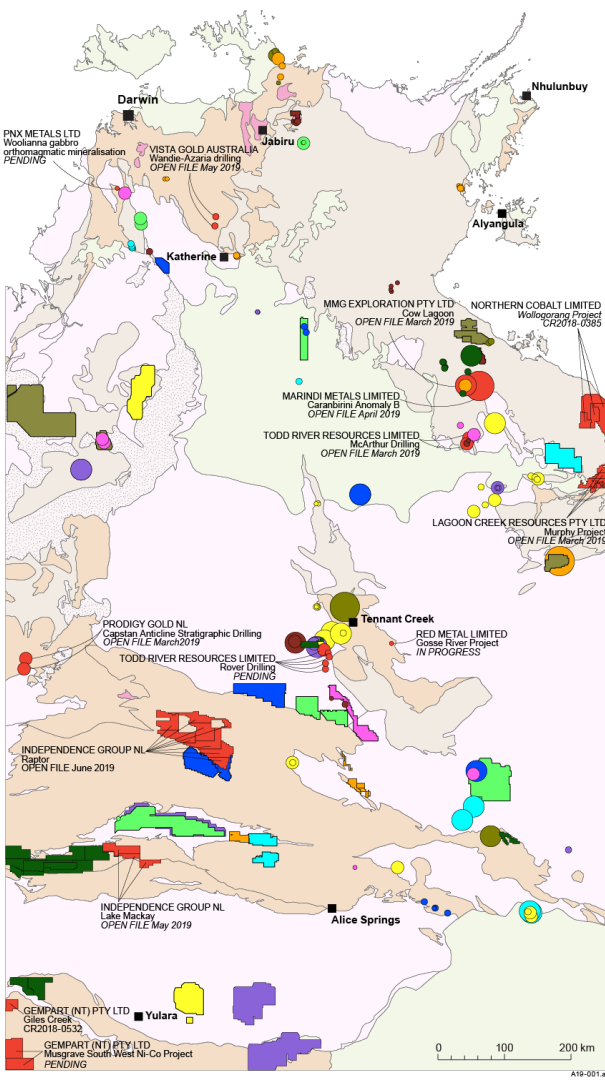 Nhulunbuy
Darwin
PNX METALS LTD
Woolianna gabbro
orthomagmatic mineralisation
PENDING
Jabiru
VISTA GOLD AUSTRALIA
Wandie-Azaria drilling
OPEN FILE May 2019
Alyangula
Katherine
MMG EXPLORATION PTY LTD
Cow Lagoon
OPEN FILE March 2019
NORTHERN COBALT LIMITED
Wollogorang Project
CR2018-0385
MARINDI METALS LIMITED
Caranbirini Anomaly B
OPEN FILE April 2019
TODD RIVER RESOURCES LIMITED
McArthur Drilling
OPEN FILE March 2019
LAGOON CREEK RESOURCES PTY LTD
Murphy Project
OPEN FILE March 2019
Tennant Creek
PRODIGY GOLD NL
Capstan Anticline Stratigraphic Drilling
OPEN FILE March2019
RED METAL LIMITED
Gosse River Project
IN PROGRESS
TODD RIVER RESOURCES LIMITED
Rover Drilling
PENDING
INDEPENDENCE GROUP NL
Raptor
OPEN FILE June 2019
INDEPENDENCE GROUP NL
Lake Mackay
OPEN FILE May 2019
Alice Springs
GEMPART (NT) PTY LTD
Giles Creek
CR2018-0532
Yulara
GEMPART (NT) PTY LTD
Musgrave South West Ni-Co Project
PENDING
0 100 200 km
A19-001.a